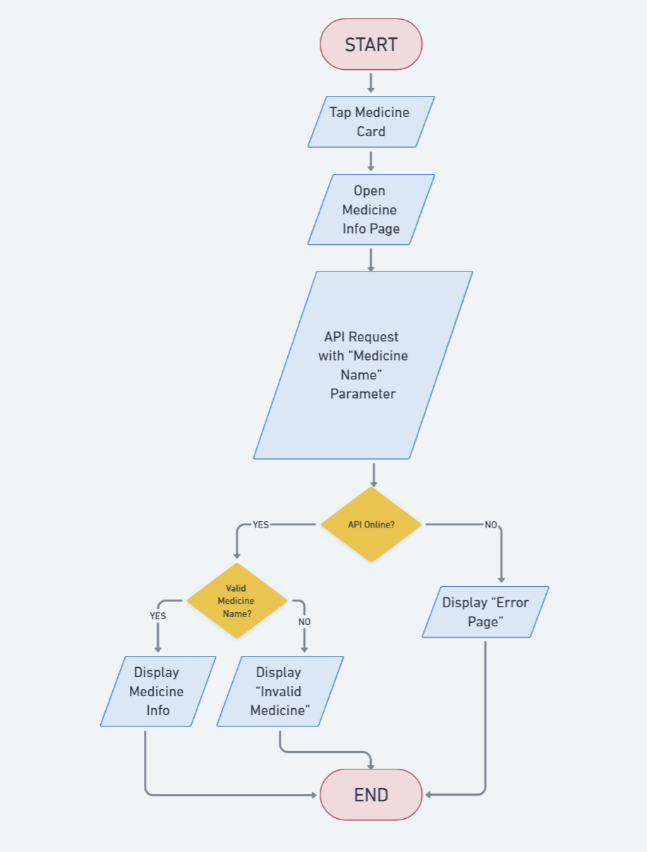 START
Tap Medicine
Card
Open
Medicine
Info Page
API Request
with “Medicine
Name”
Parameter
API Online?
YES
NO
Valid
Medicine
Name?
Display “Error
Page”
YES
NO
Display
Medicine
Info
Display
“Invalid
Medicine”
END